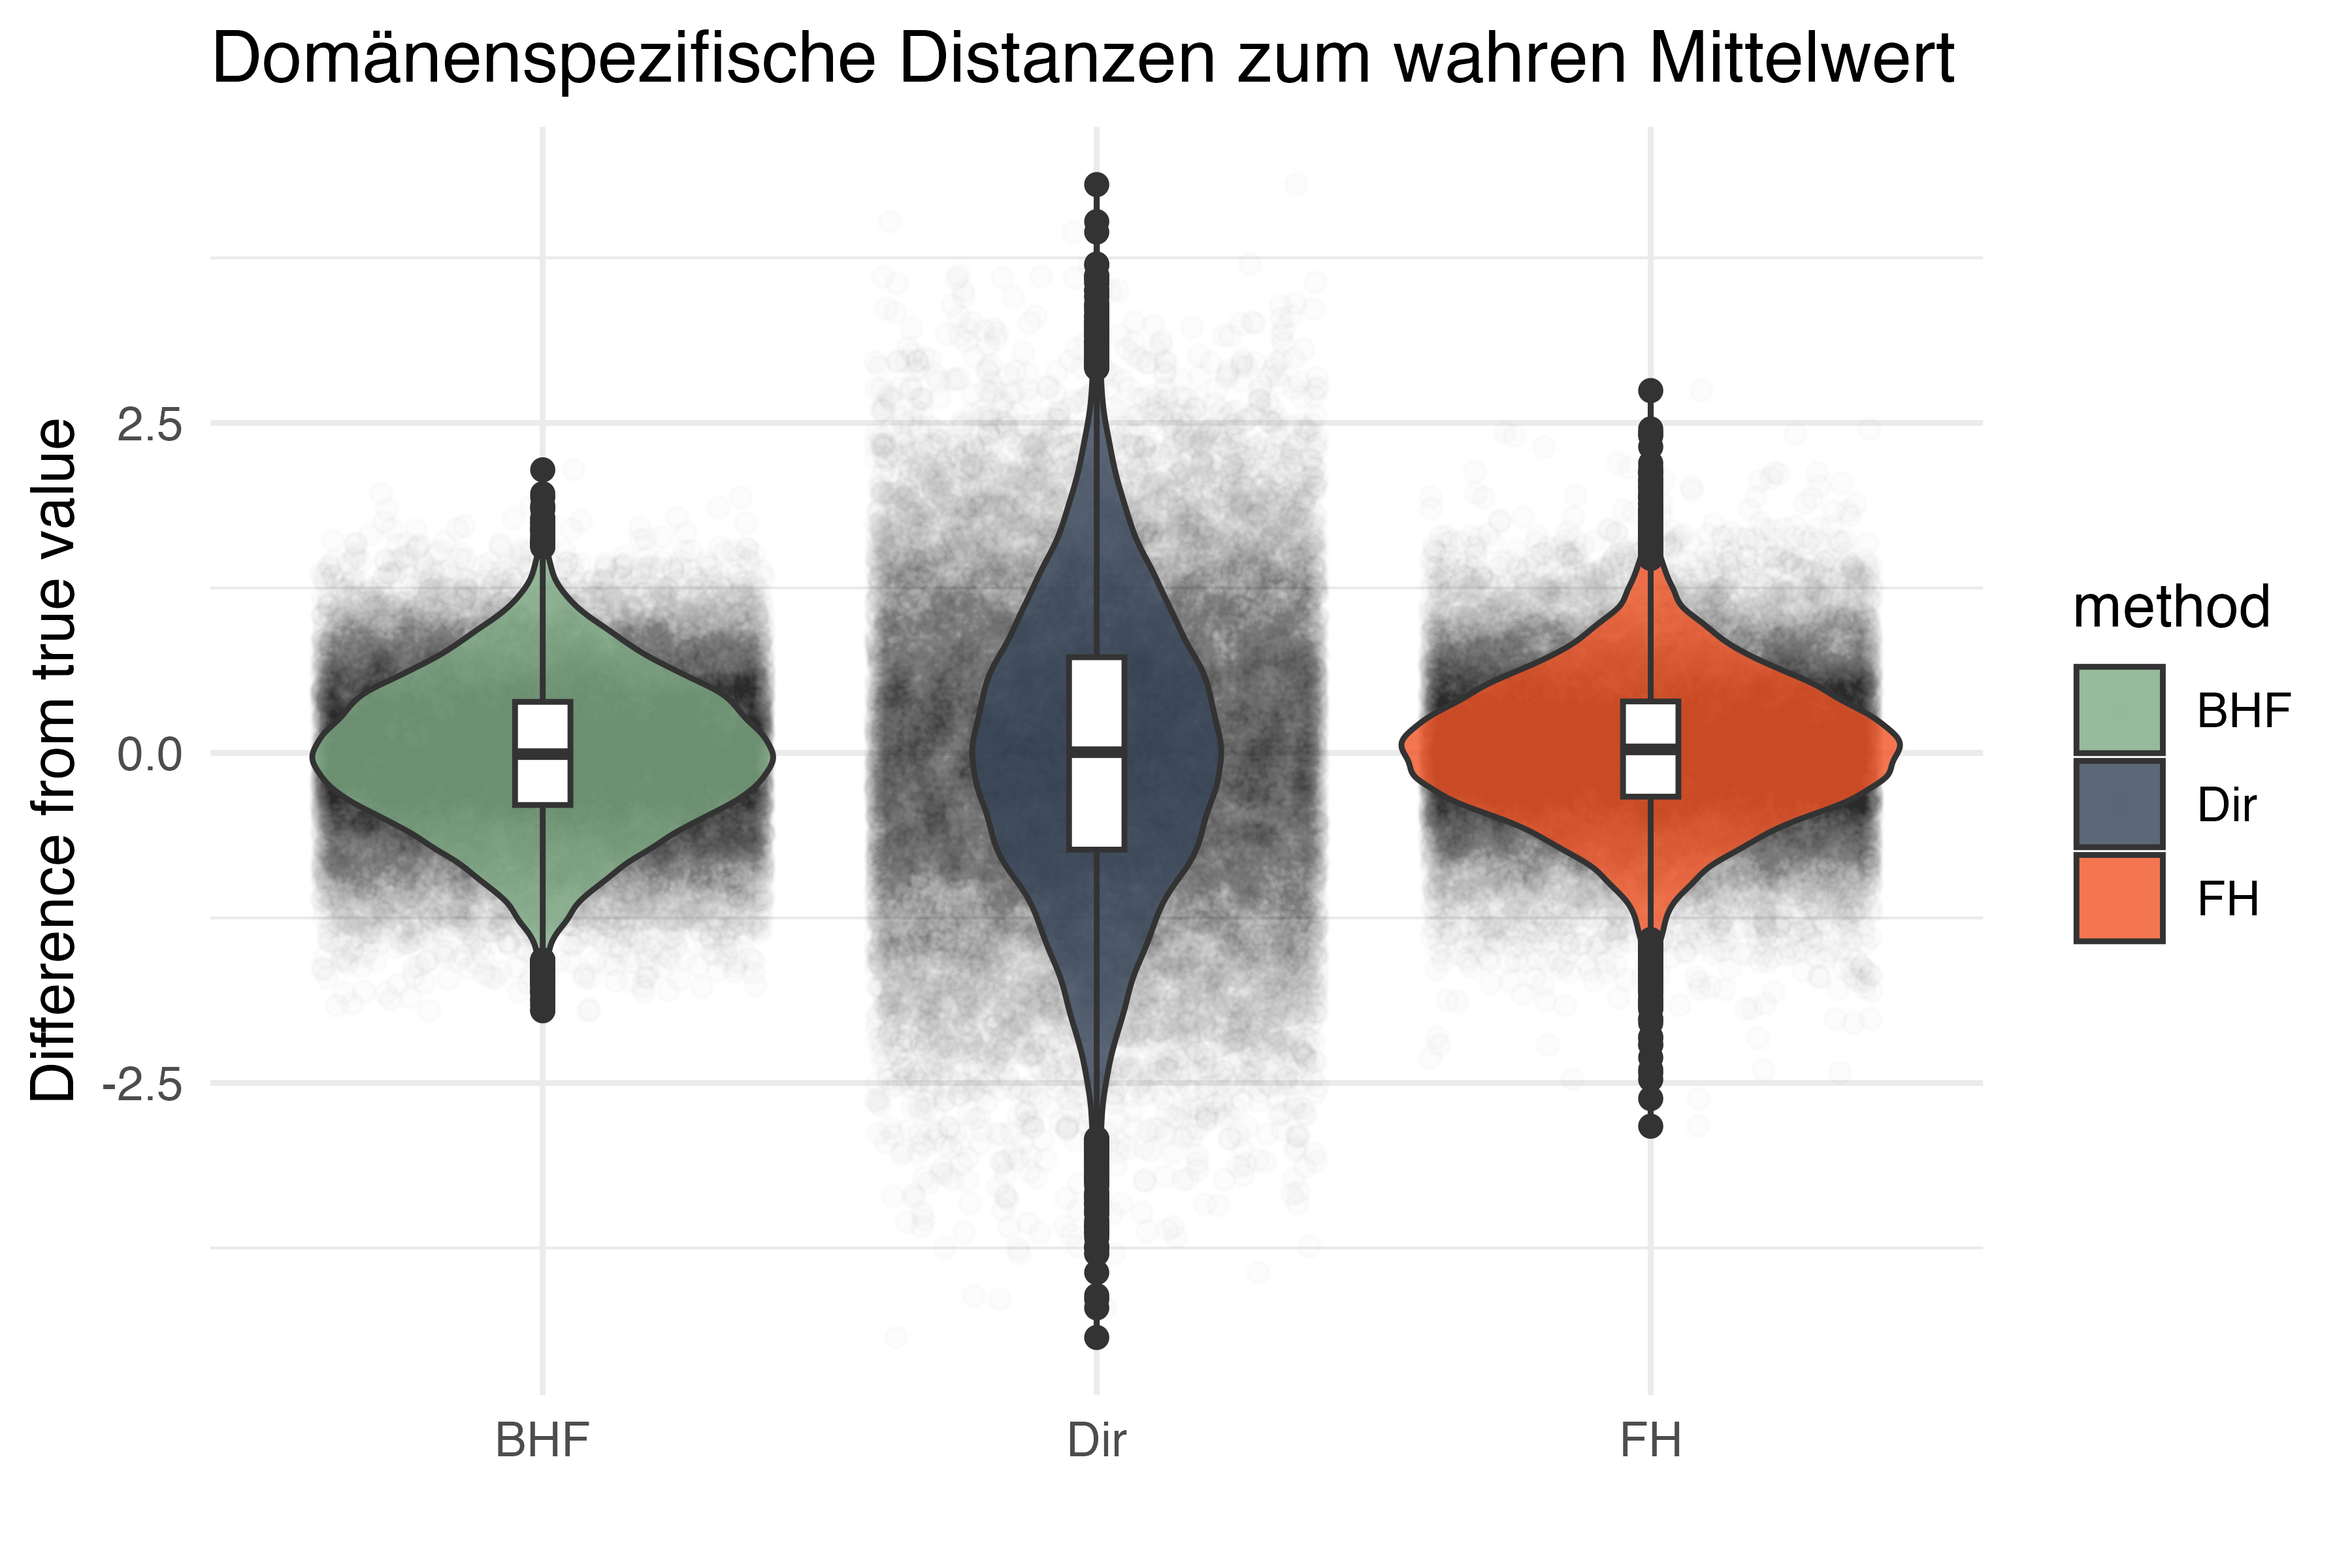 Domänenspezifische Distanzen zum wahren Mittelwert
Difference from true value
2.5
0.0
-2.5
BHF
Dir
FH
method
BHF
Dir
FH